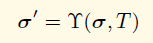 σ′ = Υ(σ, T)